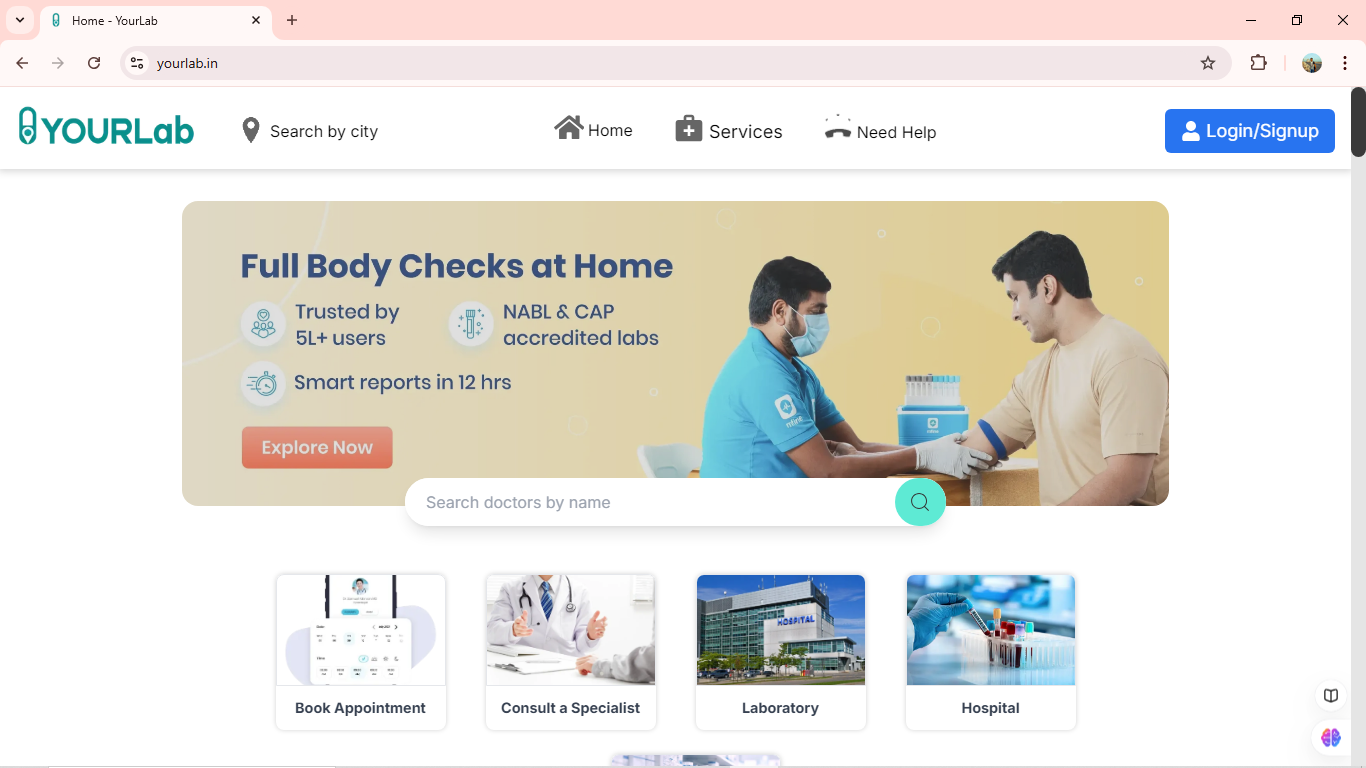 Home - YourLab
yourlab.in
YOURLab
Search by city
Home
Services
Need Help
Login/Signup
Full Body Checks at Home
Trusted by
5L+ users
NABL & CAP
accredited labs
Smart reports in 12 hrs
Explore Now
Search doctors by name
HOSPITAL
Book Appointment
Consult a Specialist
Laboratory
Hospital